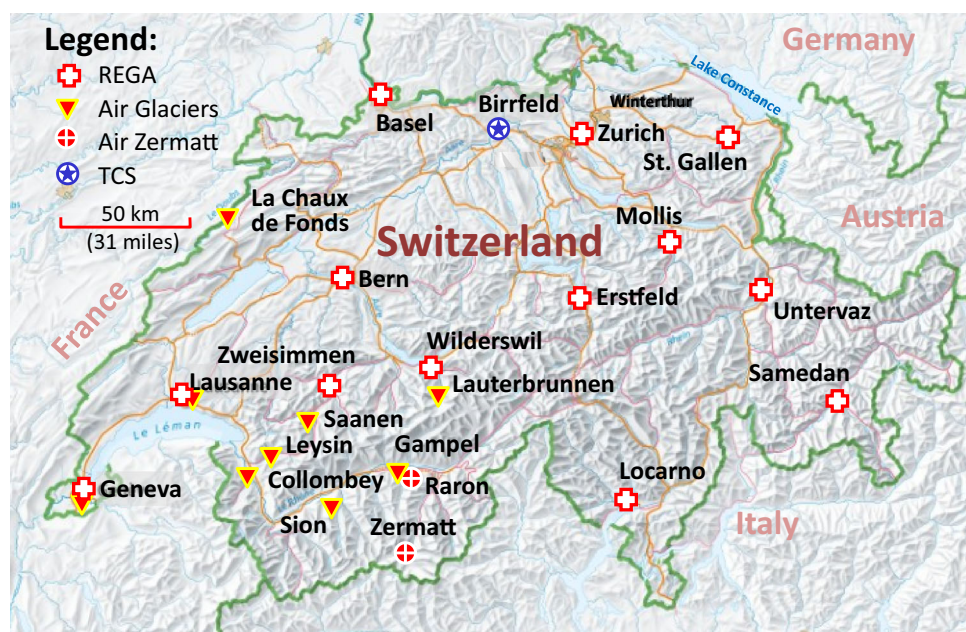 Legend:
REGA
Air Glaciers
Air Zermatt
TCS
50 km
(31 miles)
Germany
Lake Constance
Birrfeld
Winterthur
Basel
Zurich
St. Gallen
La Chaux
de Fonds
Mollis
Austria
Switzerland
Bern
Erstfeld
Untervaz
France
Wilderswil
Zweisimmen
Lausanne
Lauterbrunnen
Samedan
Saanen
Le Léman
Leysin
Gampel
Collombey
Raron
Locarno
Geneva
Sion
Zermatt
Italy